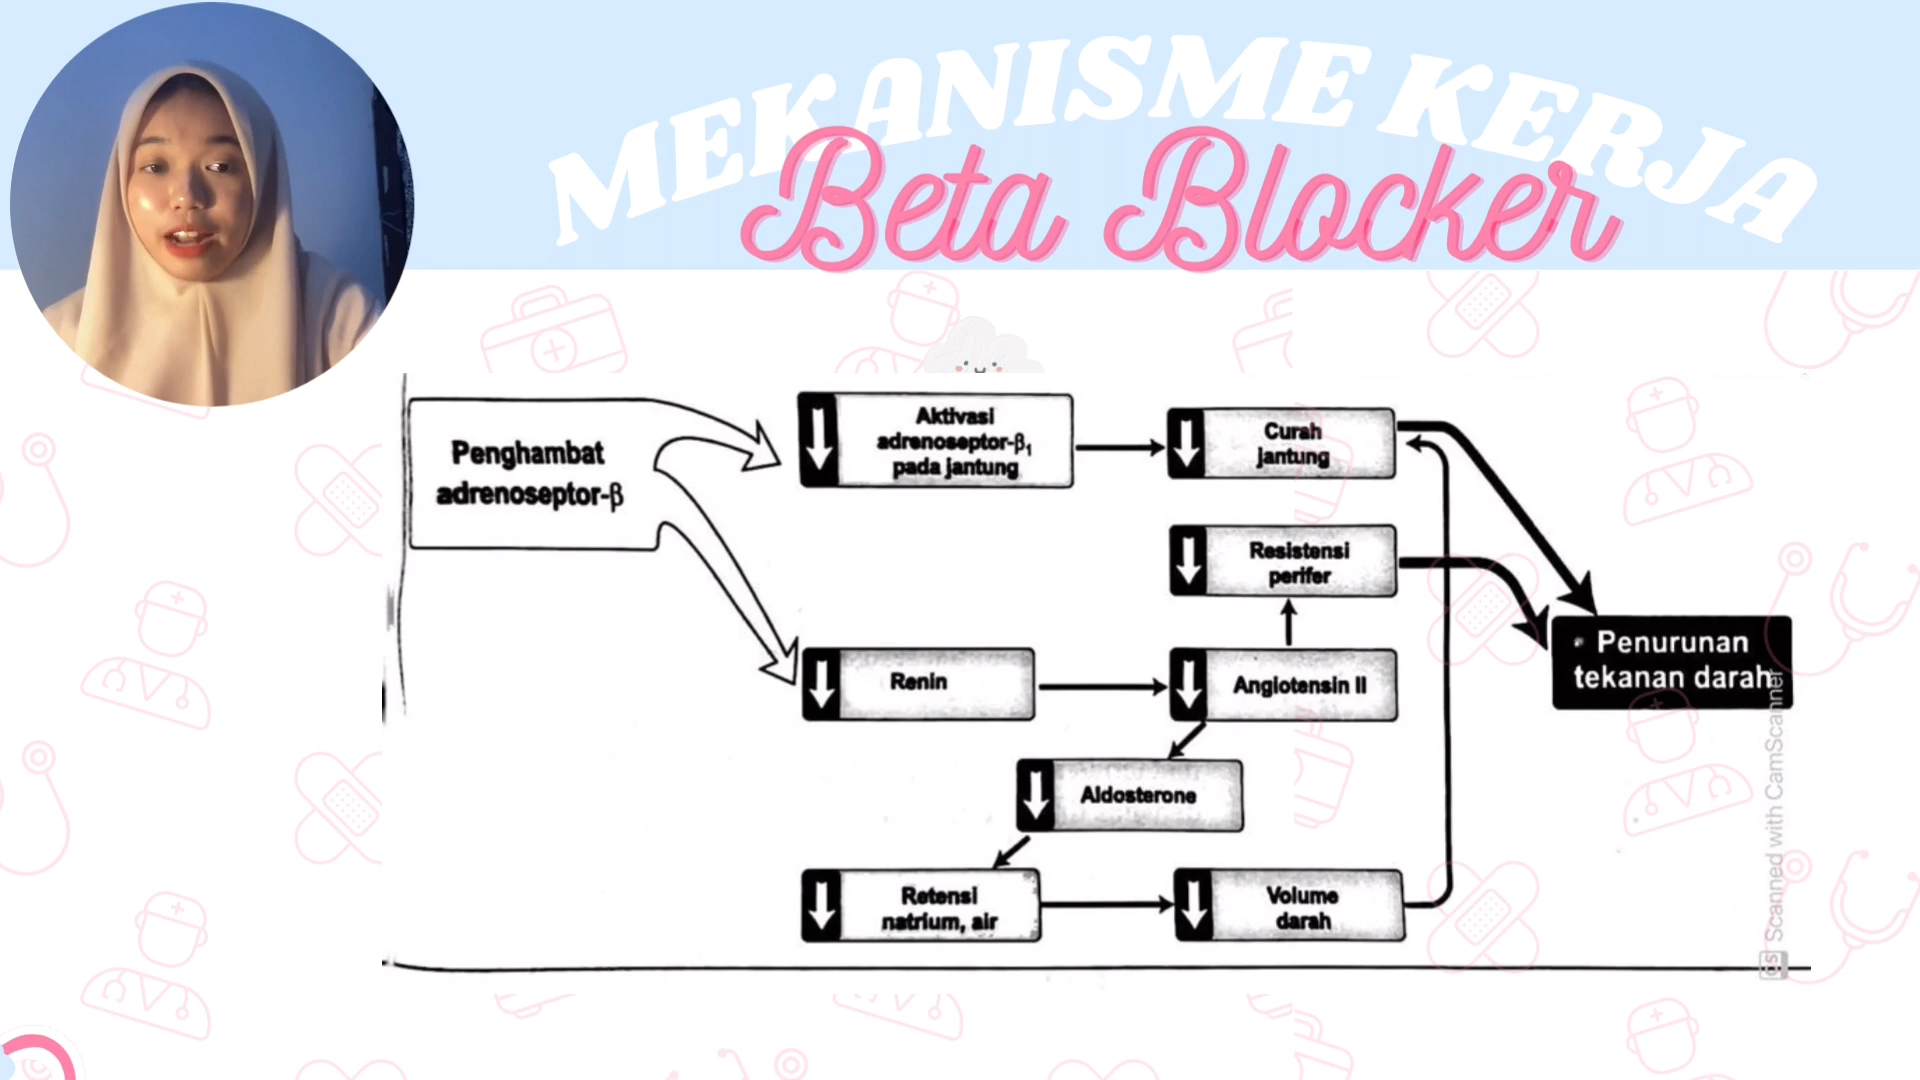 MEKANISME KERJA
Beta Blocker
Penghambat
adrenoseptor-β
Aktivasi
adrenoseptor-β₁
pada jantung
Curah
jantung
Resistensi
perifer
Penurunan
tekanan darah
Renin
Angiotensin II
Aldosterone
Retensi
natrium, air
Volume
darah
CS Scanned with CamScanner